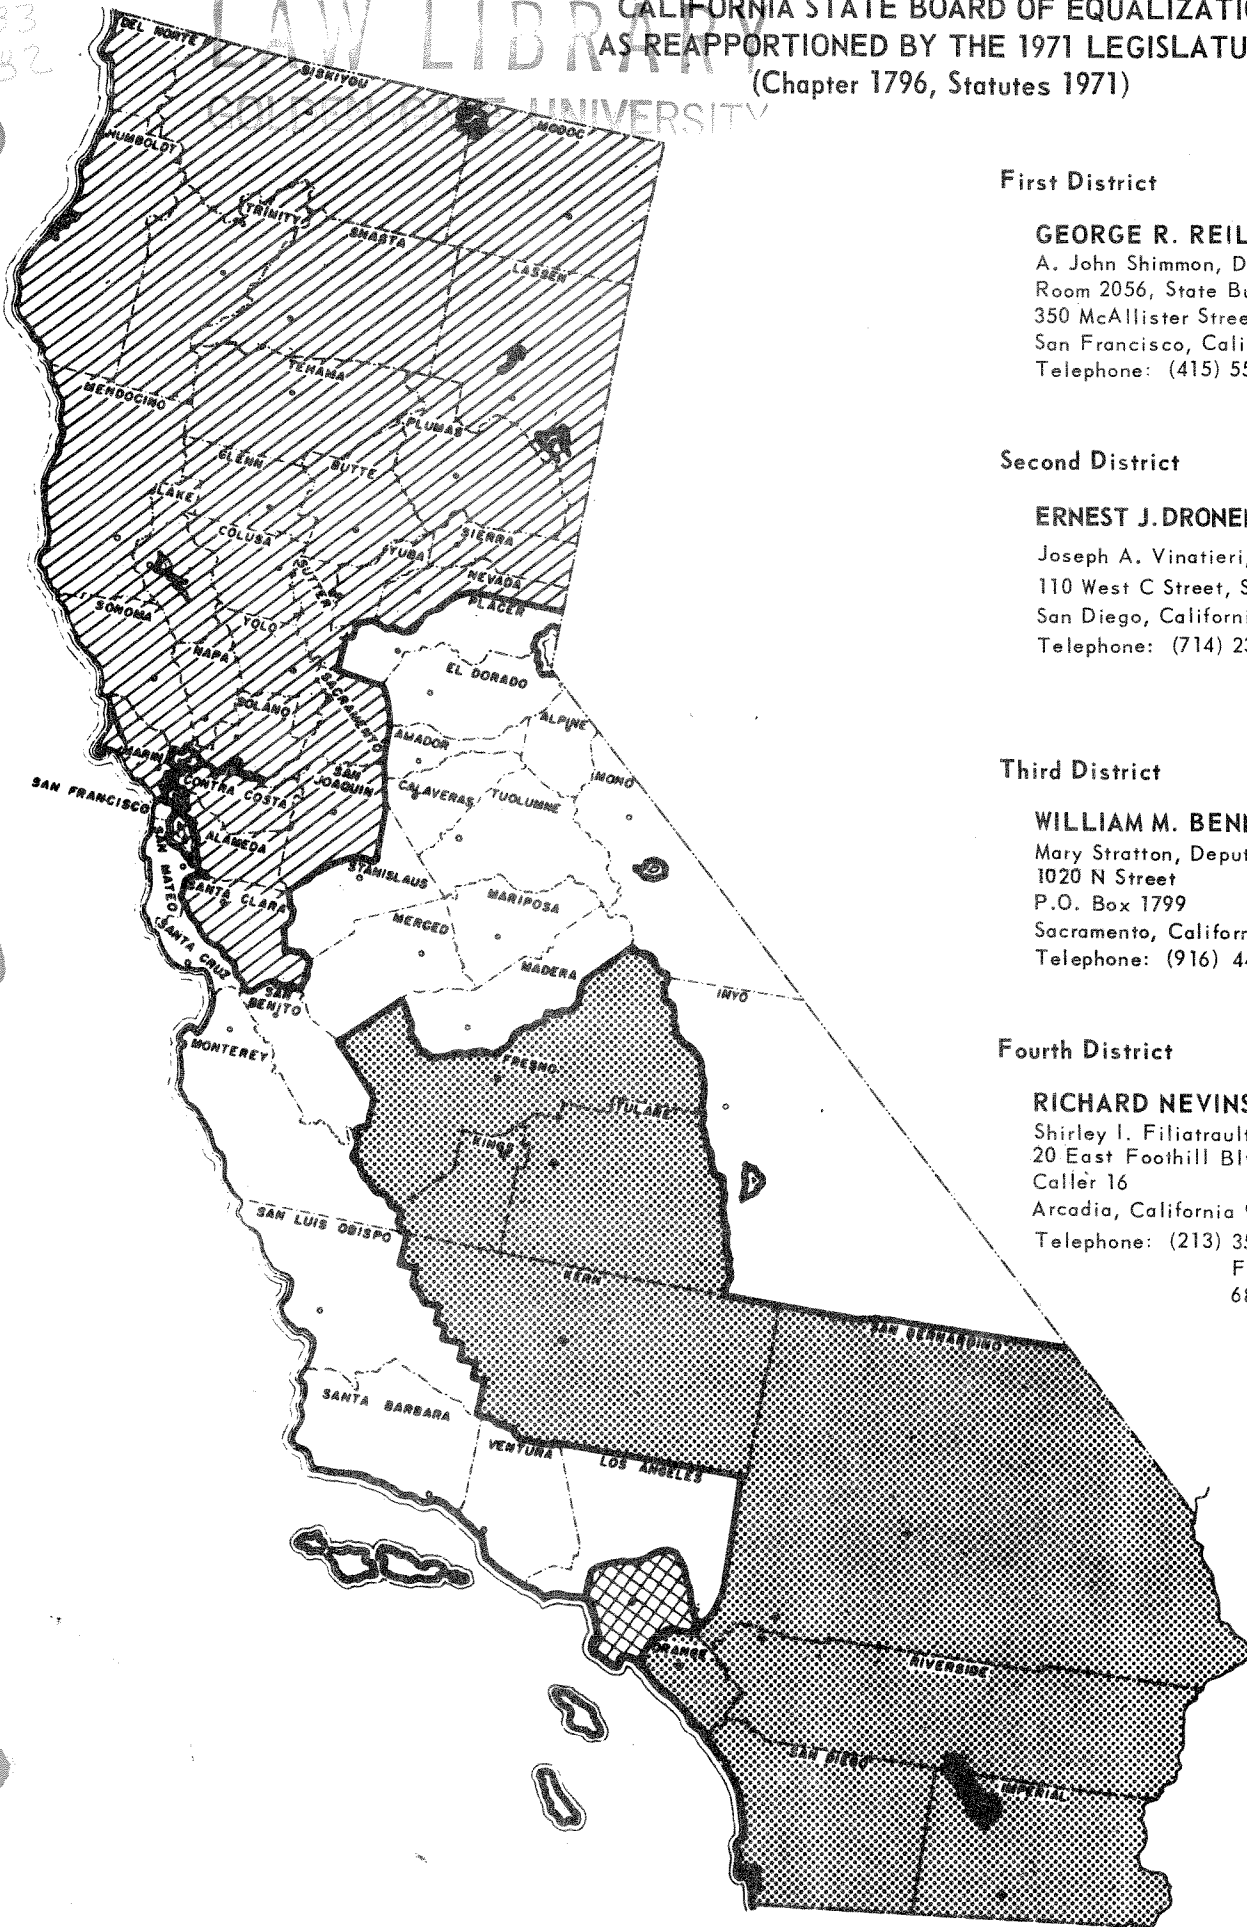 CALIFORNIA STATE BOARD OF EQUALIZATI
AS REAPPORTIONED BY THE 1971 LEGISLATU
(Chapter 1796, Statutes 1971)
LAW LIBRARY
GOLDEN GATE UNIVERSITY
First District
GEORGE R. REIL
A. John Shimmon, D
Room 2056, State Bu
350 McAllister Stree
San Francisco, Cali
Telephone: (415) 55
Second District
ERNEST J. DRONE
Joseph A. Vinatieri,
110 West C Street, S
San Diego, Californi
Telephone: (714) 23
Third District
WILLIAM M. BENN
Mary Stratton, Deput
1020 N Street
P.O. Box 1799
Sacramento, Californ
Telephone: (916) 44
Fourth District
RICHARD NEVINS
Shirley I. Filiatrault
20 East Foothill Bl
Caller 16
Arcadia, California
Telephone: (213) 35
F
68
DEL NORTE
SISKIYOU
MODOC
HUMBOLDT
TRINITY
SHASTA
LASSEN
TEHAMA
MENDOCINO
PLUMAS
GLENN
BUTTE
LAKE
COLUSA
SIERRA
YUBA
SUTTER
NEVADA
PLACER
SONOMA
YOLO
NAPA
EL DORADO
SACRAMENTO
SOLANO
ALPINE
AMADOR
MARIN
SAN JOAQUIN
MONO
CONTRA COSTA
CALAVERAS
TUOLUMNE
SAN FRANCISCO
ALAMEDA
SAN MATEO
STANISLAUS
SANTA CLARA
MARIPOSA
MERCED
SANTA CRUZ
MADERA
SAN BENITO
INYO
MONTEREY
FRESNO
TULARE
KINGS
SAN LUIS OBISPO
KERN
SAN BERNARDINO
SANTA BARBARA
VENTURA
LOS ANGELES
ORANGE
RIVERSIDE
SAN DIEGO
IMPERIAL